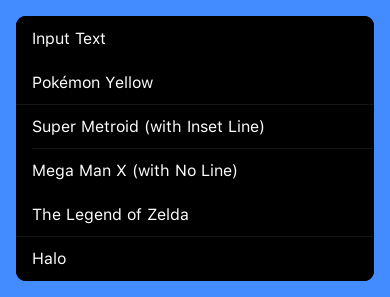 Input Text
Pokémon Yellow
Super Metroid (with Inset Line)
Mega Man X (with No Line)
The Legend of Zelda
Halo